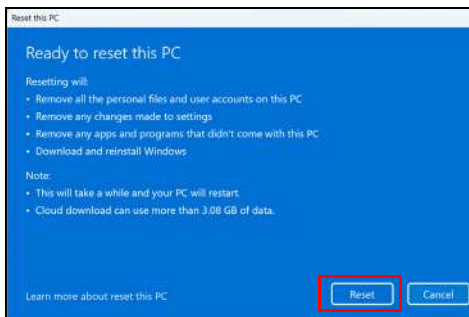 Reset this PC
Ready to reset this PC
Resetting will:
• Remove all the personal files and user accounts on this PC
• Remove any changes made to settings
• Remove any apps and programs that didn't come with this PC
• Download and reinstall Windows
Note:
• This will take a while and your PC will restart.
• Cloud download can use more than 3.08 GB of data.
Learn more about reset this PC
Reset
Cancel